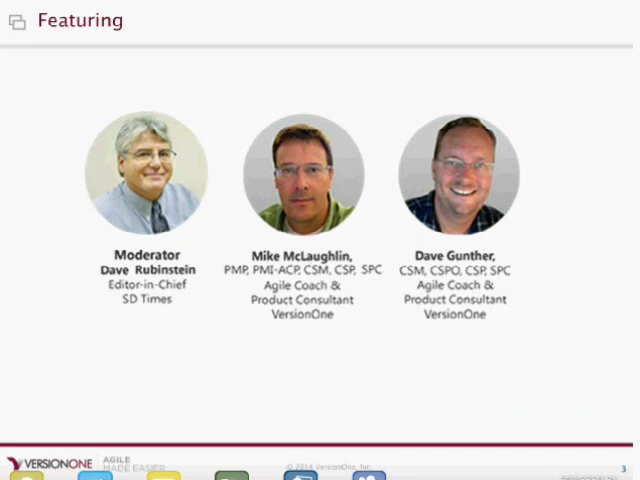 Featuring
Moderator
Dave Rubinstein
Editor-in-Chief
SD Times
Mike McLaughlin,
PMP, PMI-ACP, CSM, CSP, SPC
Agile Coach &
Product Consultant
VersionOne
Dave Gunther,
CSM, CSPO, CSP, SPC
Agile Coach &
Product Consultant
VersionOne
VERSIONONE
AGILE
MADE EASIER
© 2014 VersionOne, Inc.
3